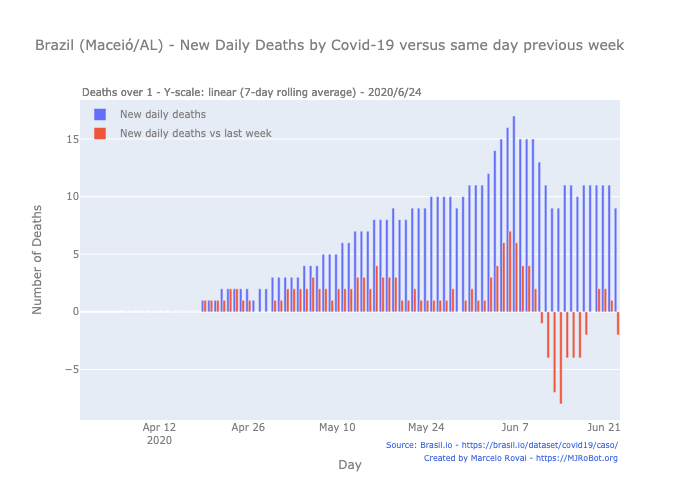 Brazil (Maceió/AL) - New Daily Deaths by Covid-19 versus same day previous week
Deaths over 1 - Y-scale: linear (7-day rolling average) - 2020/6/24
New daily deaths
New daily deaths vs last week
15
10
5
0
−5
Number of Deaths
Apr 12
2020
Apr 26
May 10
May 24
Jun 7
Jun 21
Day
Source: Brasil.io - https://brasil.io/dataset/covid19/caso/
Created by Marcelo Rovai - https://MJRoBot.org